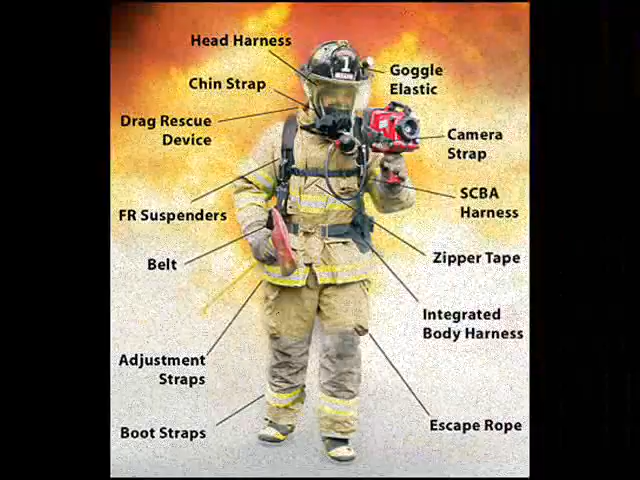 Head Harness
Chin Strap
Drag Rescue
Device
FR Suspenders
Belt
Adjustment
Straps
Boot Straps
1
Goggle
Elastic
Camera
Strap
SCBA
Harness
Zipper Tape
Integrated
Body Harness
Escape Rope